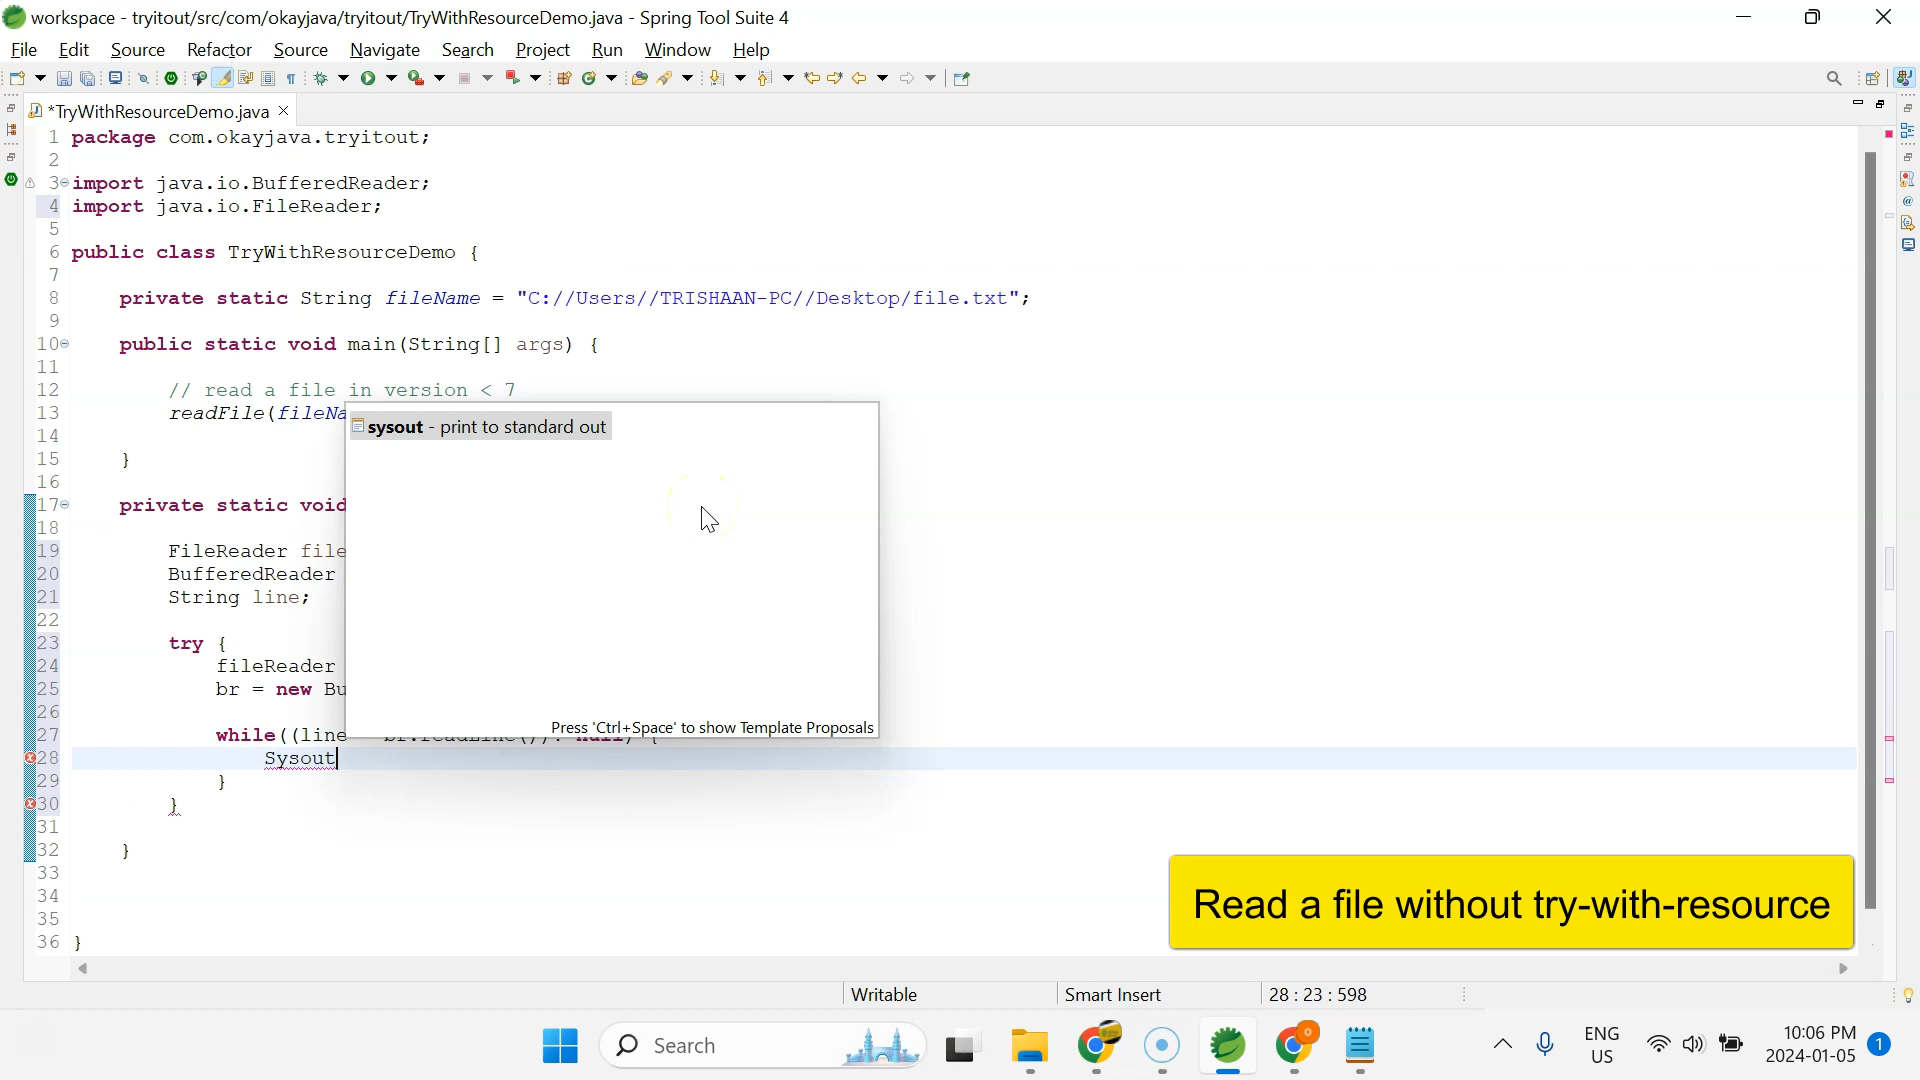 workspace - tryitout/src/com/okayjava/tryitout/TryWithResourceDemo.java - Spring Tool Suite 4
File Edit Source Refactor Source Navigate Search Project Run Window Help
*TryWithResourceDemo.java
1 package com.okayjava.tryitout;
2
3 import java.io.BufferedReader;
4 import java.io.FileReader;
5
6 public class TryWithResourceDemo {
7
8 private static String fileName = "C://Users//TRISHAAN-PC//Desktop/file.txt";
9
10 public static void main(String[] args) {
11
12 // read a file in version < 7
13 readFile(fileNa
14
15 }
16
17 private static void
18
19 FileReader file
20 BufferedReader
21 String line;
22
23 try {
24 fileReader
25 br = new Bu
26
27 while((line
28 Sysout
29 }
30 }
31
32 }
33
34
35
36 }
sysout - print to standard out
Press 'Ctrl+Space' to show Template Proposals
Read a file without try-with-resource
Writable Smart Insert 28 : 23 : 598
Search
ENG
US
10:06 PM
2024-01-05
1